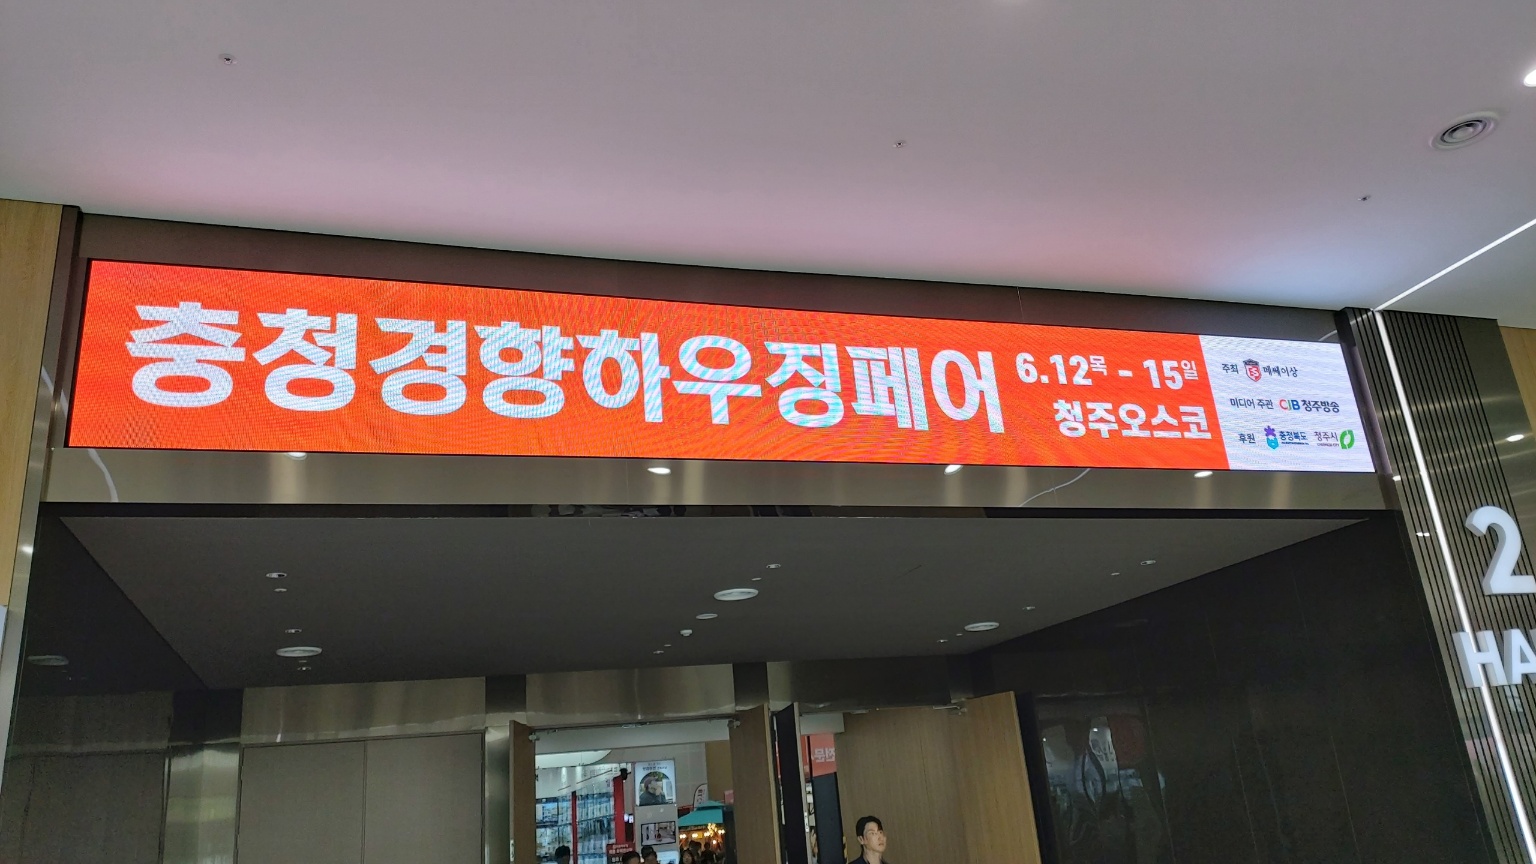 충청경향하우징페어
6.12목 - 15일
청주오스코
주최 메쎄이상
미디어 주관 CJB 청주방송
후원 충청북도 청주시
2
HA